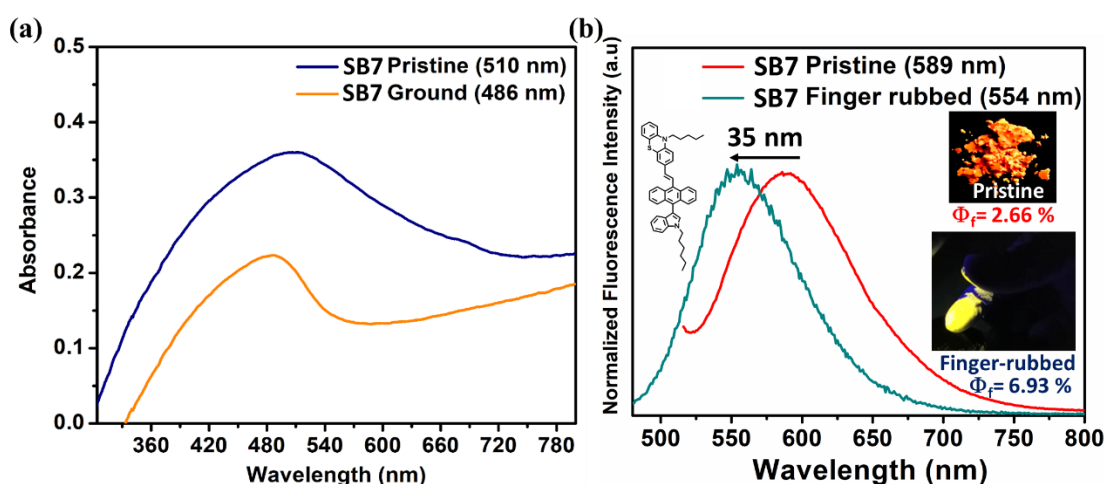 (a)
0.5
0.4
0.3
0.2
0.1
0.0
Absorbance
SB7 Pristine (510 nm)
SB7 Ground (486 nm)
360 420 480 540 600 660 720 780
Wavelength (nm)
(b)
Normalized Fluorescence Intensity (a.u)
SB7 Pristine (589 nm)
SB7 Finger rubbed (554 nm)
35 nm
N
S
N
Pristine
Φf= 2.66 %
Finger-rubbed
Φf= 6.93 %
500 550 600 650 700 750 800
Wavelength (nm)